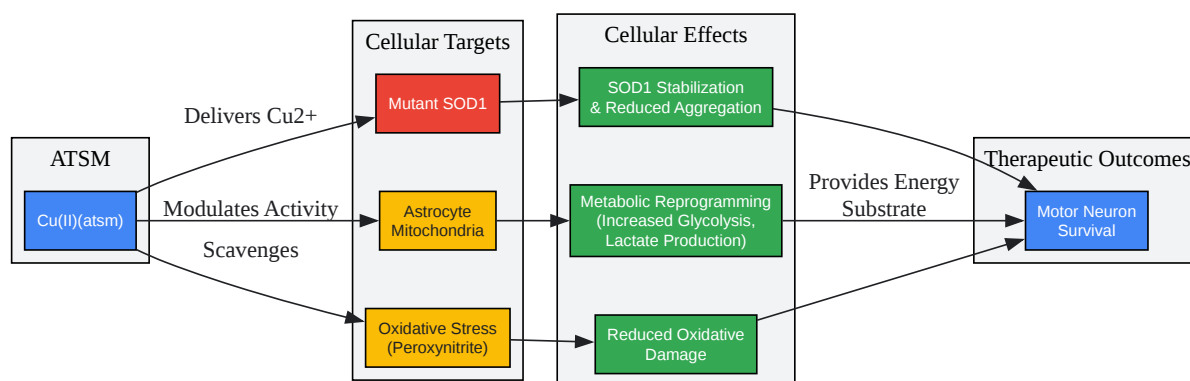 ATSM
Cu(II)(atsm)
Delivers Cu2+
Modulates Activity
Scavenges
Cellular Targets
Mutant SOD1
Astrocyte
Mitochondria
Oxidative Stress
(Peroxynitrite)
Cellular Effects
SOD1 Stabilization
& Reduced Aggregation
Metabolic Reprogramming
(Increased Glycolysis,
Lactate Production)
Reduced Oxidative
Damage
Provides Energy
Substrate
Therapeutic Outcomes
Motor Neuron
Survival